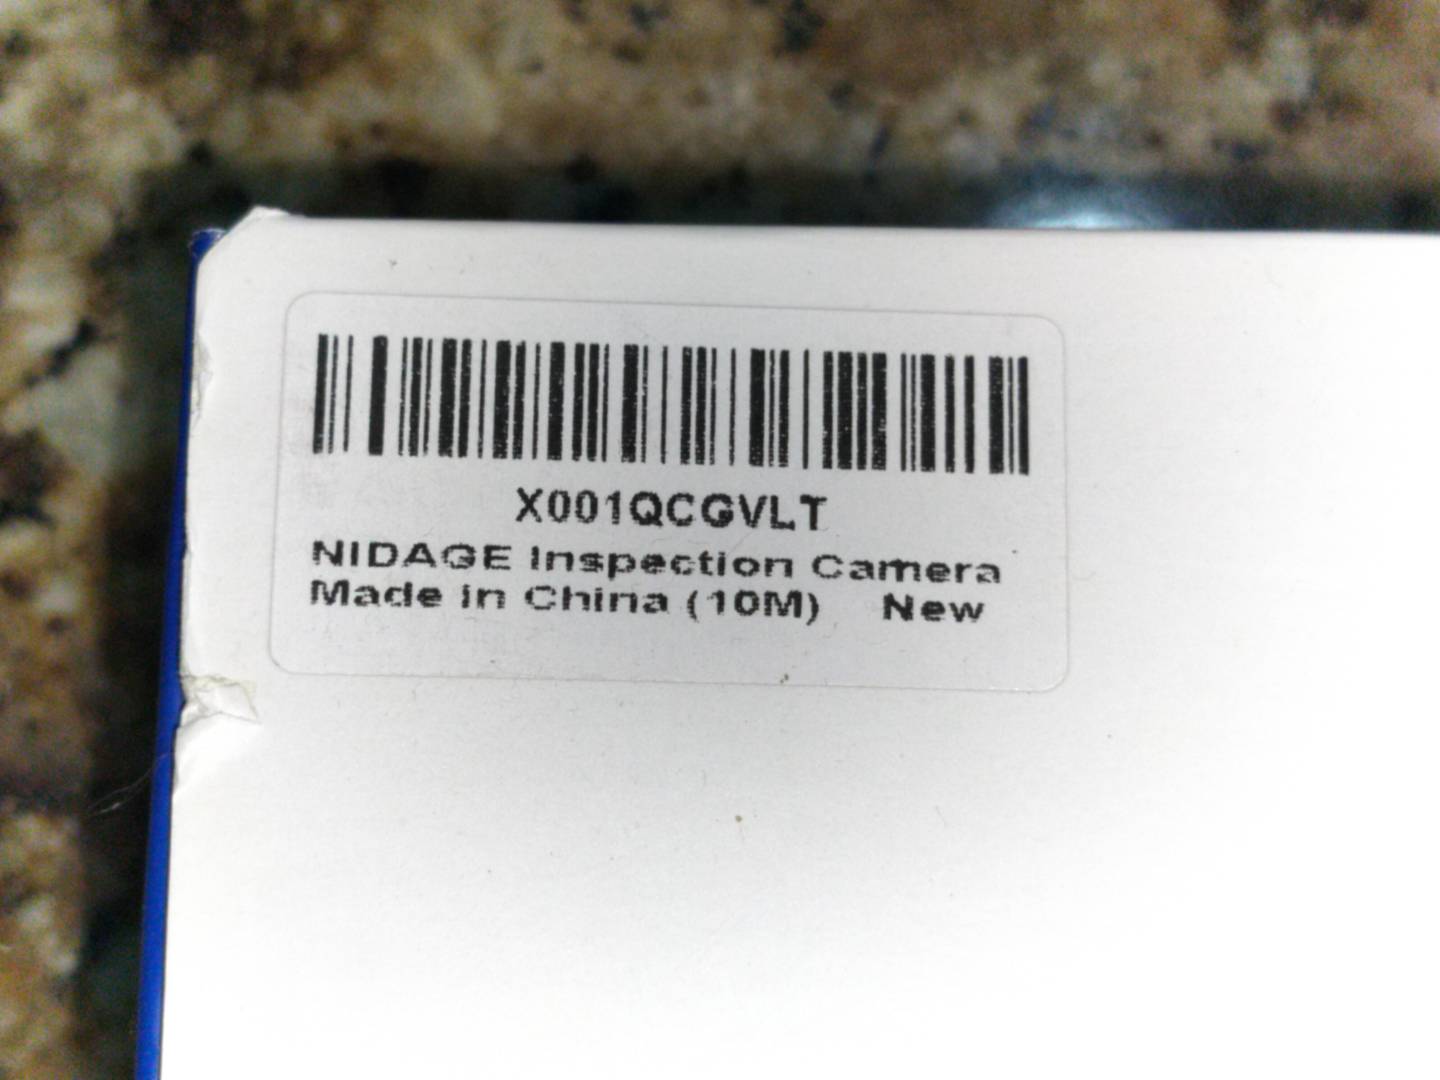 X001QCGVLT
NIDAGE Inspection Camera
Made in China (10M) New